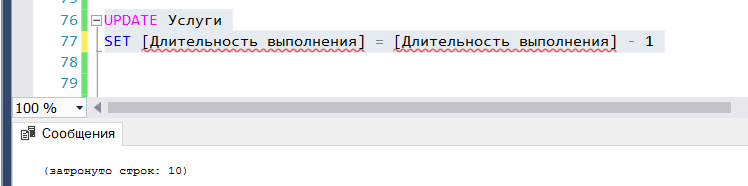 76 UPDATE Услуги
77 SET [Длительность выполнения] = [Длительность выполнения] - 1
78
79
100 %
Сообщения
(затронуто строк: 10)